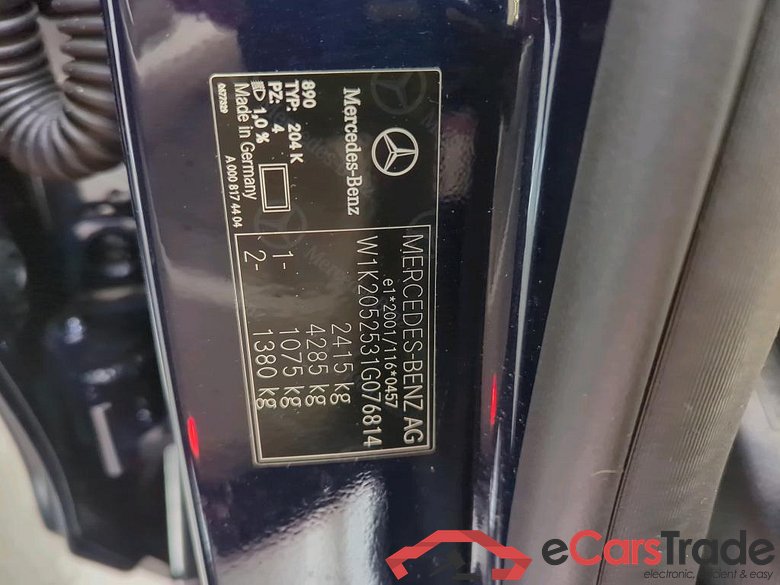 MERCEDES-BENZ AG
e1*2001/116*0457
W1K2052531G076814
2415 kg
4285 kg
1- 1075 kg
2- 1380 kg
Mercedes-Benz
890
TYP: 204 K
PZ: 4
1,0 %
Made in Germany
A 000 817 44 04
eCarsTrade
electronic, efficient & easy